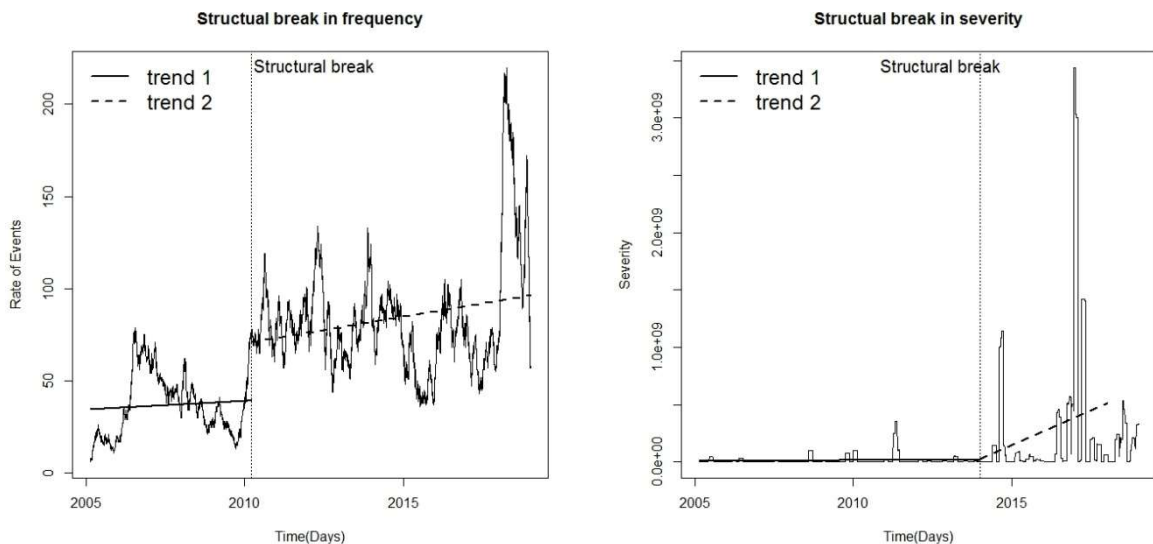 Structual break in frequency
Structural break
trend 1
trend 2
Rate of Events
200
150
100
50
0
2005
2010
2015
Time(Days)
Structual break in severity
Structural break
trend 1
trend 2
Severity
3.0e+09
2.0e+09
1.0e+09
0.0e+00
2005
2010
2015
Time(Days)